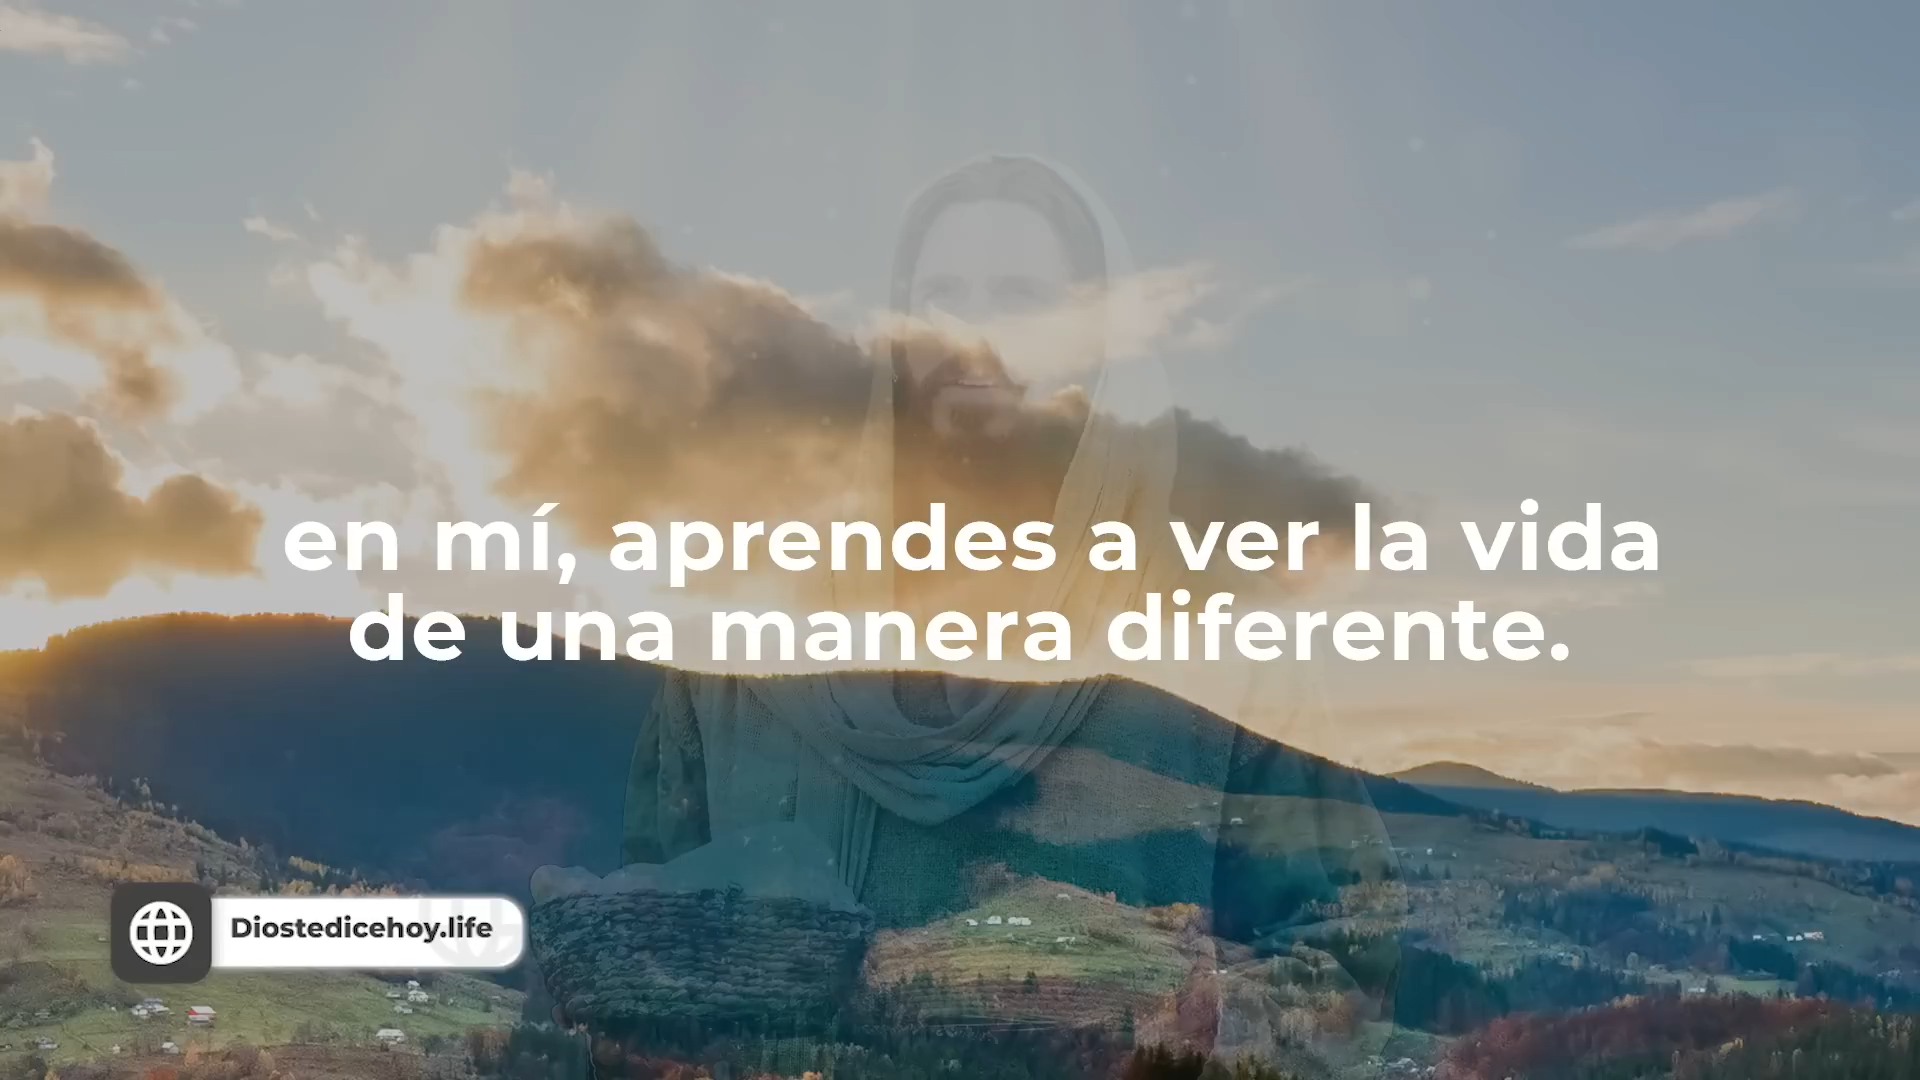 en mí, aprendes a ver la vida
de una manera diferente.
Diostedicehoy.life